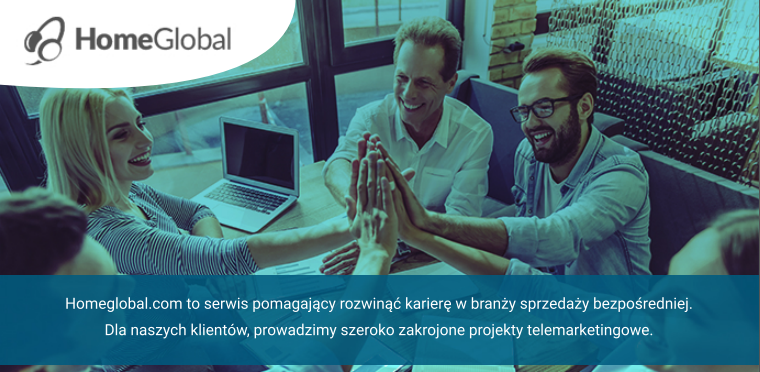 HomeGlobal
Homeglobal.com to serwis pomagający rozwinąć karierę w branży sprzedaży bezpośredniej.
Dla naszych klientów, prowadzimy szeroko zakrojone projekty telemarketingowe.